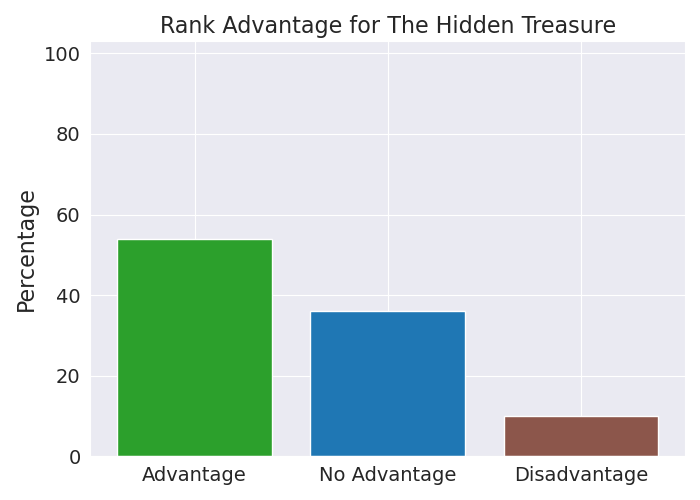 Rank Advantage for The Hidden Treasure
Percentage
100
80
60
40
20
0
Advantage
No Advantage
Disadvantage